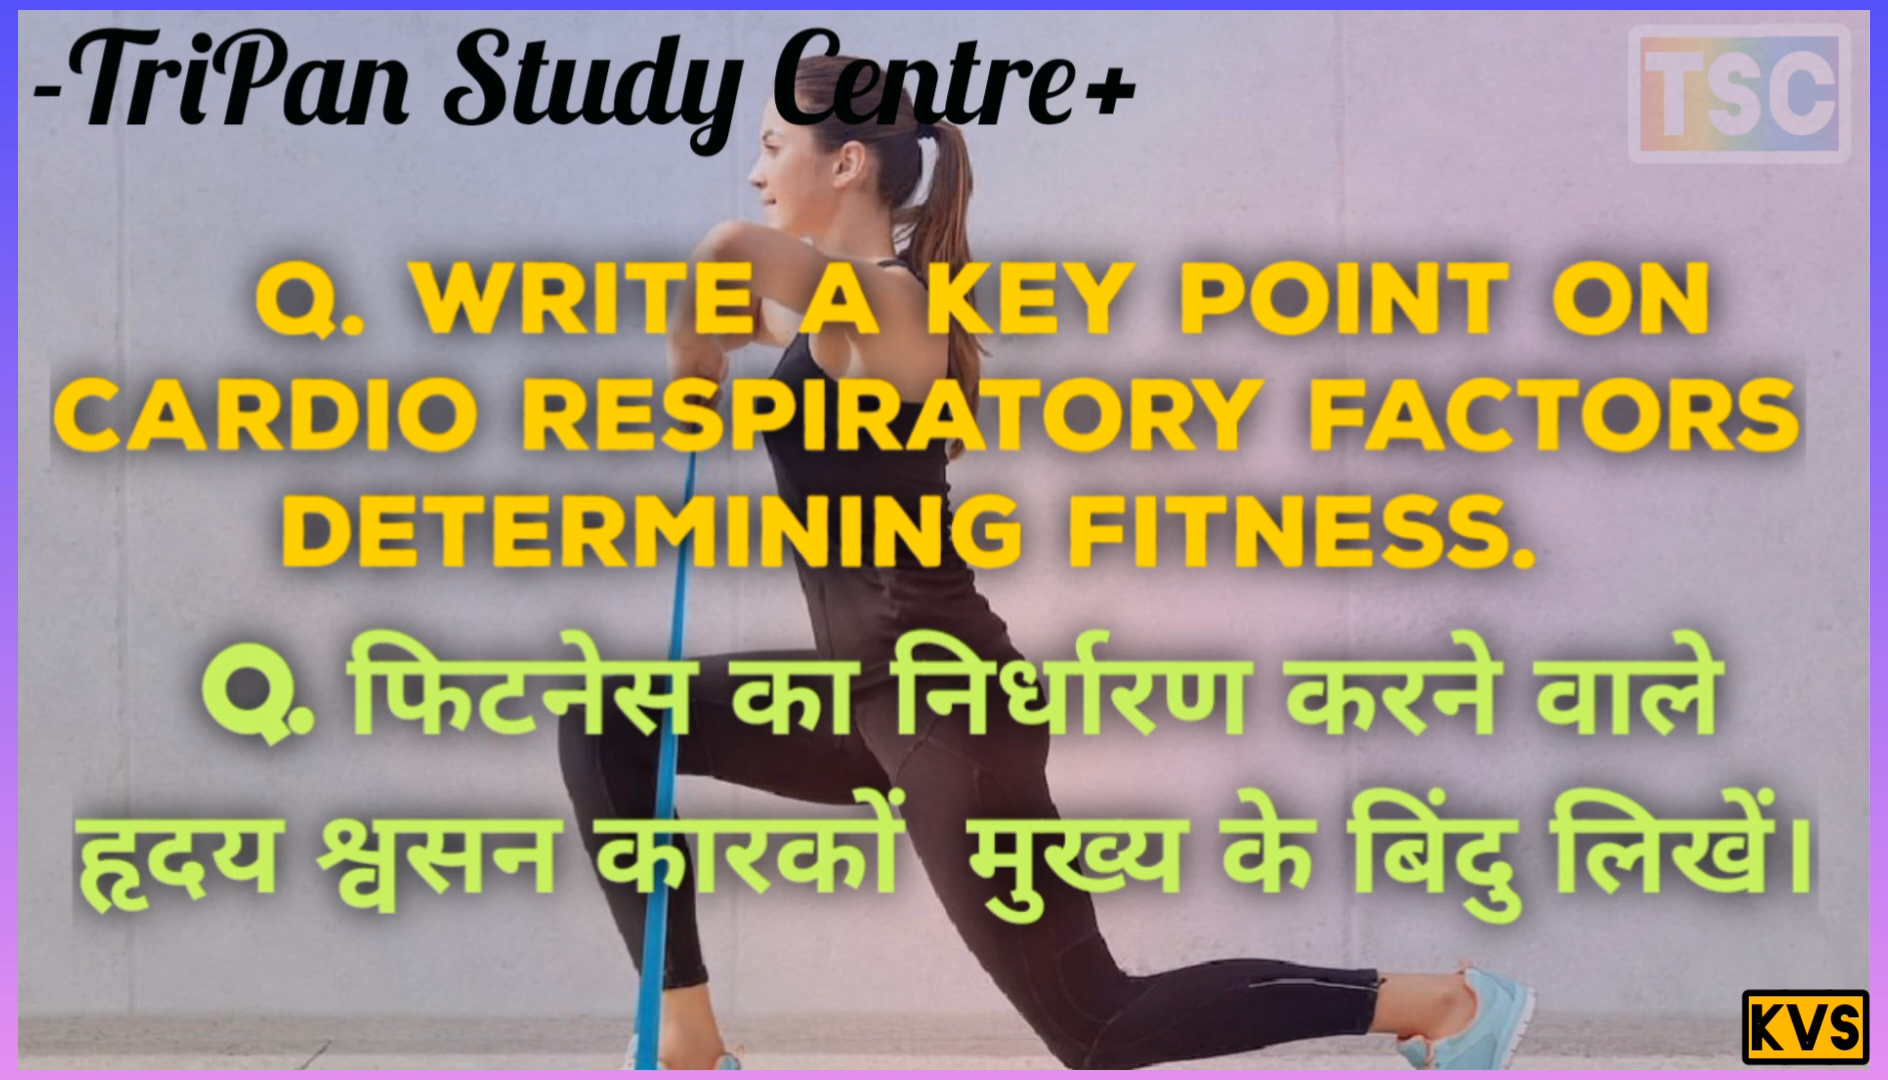 -TriPan Study Centre+
TSC
Q. WRITE A KEY POINT ON
CARDIO RESPIRATORY FACTORS
DETERMINING FITNESS.
Q. फिटनेस का निर्धारण करने वाले
हृदय श्वसन कारकों मुख्य के बिंदु लिखें।
KVS